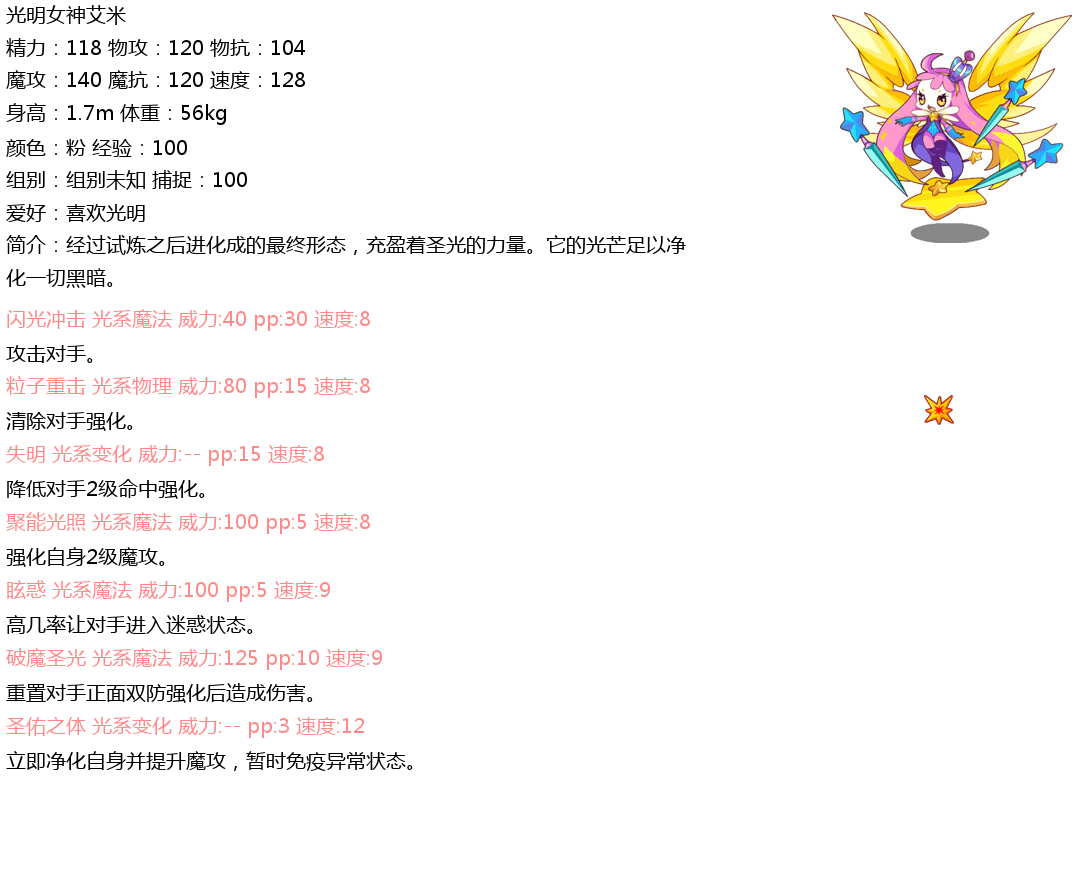 光明女神艾米
精力：118 物攻：120 物抗：104
魔攻：140 魔抗：120 速度：128
身高：1.7m 体重：56kg
颜色：粉 经验：100
组别：组别未知 捕捉：100
爱好：喜欢光明
简介：经过试炼之后进化成的最终形态，充盈着圣光的力量。它的光芒足以净
化一切黑暗。
闪光冲击 光系魔法 威力:40 pp:30 速度:8
攻击对手。
粒子重击 光系物理 威力:80 pp:15 速度:8
清除对手强化。
失明 光系变化 威力:-- pp:15 速度:8
降低对手2级命中强化。
聚能光照 光系魔法 威力:100 pp:5 速度:8
强化自身2级魔攻。
眩惑 光系魔法 威力:100 pp:5 速度:9
高几率让对手进入迷惑状态。
破魔圣光 光系魔法 威力:125 pp:10 速度:9
重置对手正面双防强化后造成伤害。
圣佑之体 光系变化 威力:-- pp:3 速度:12
立即净化自身并提升魔攻，暂时免疫异常状态。